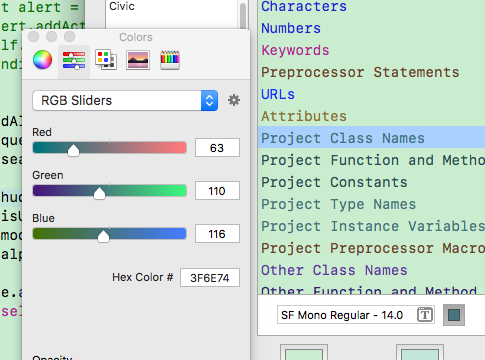 t alert =
ert.addAct
lf.
ndi
dAl
que
sea
hud
isU
mod
alp
e.a
sel
Civic
Colors
RGB Sliders
Red
63
Green
110
Blue
116
Hex Color # 3F6E74
Opacity
Characters
Numbers
Keywords
Preprocessor Statements
URLs
Attributes
Project Class Names
Project Function and Metho
Project Constants
Project Type Names
Project Instance Variables
Project Preprocessor Macro
Other Class Names
Other Function and Method
SF Mono Regular - 14.0
T